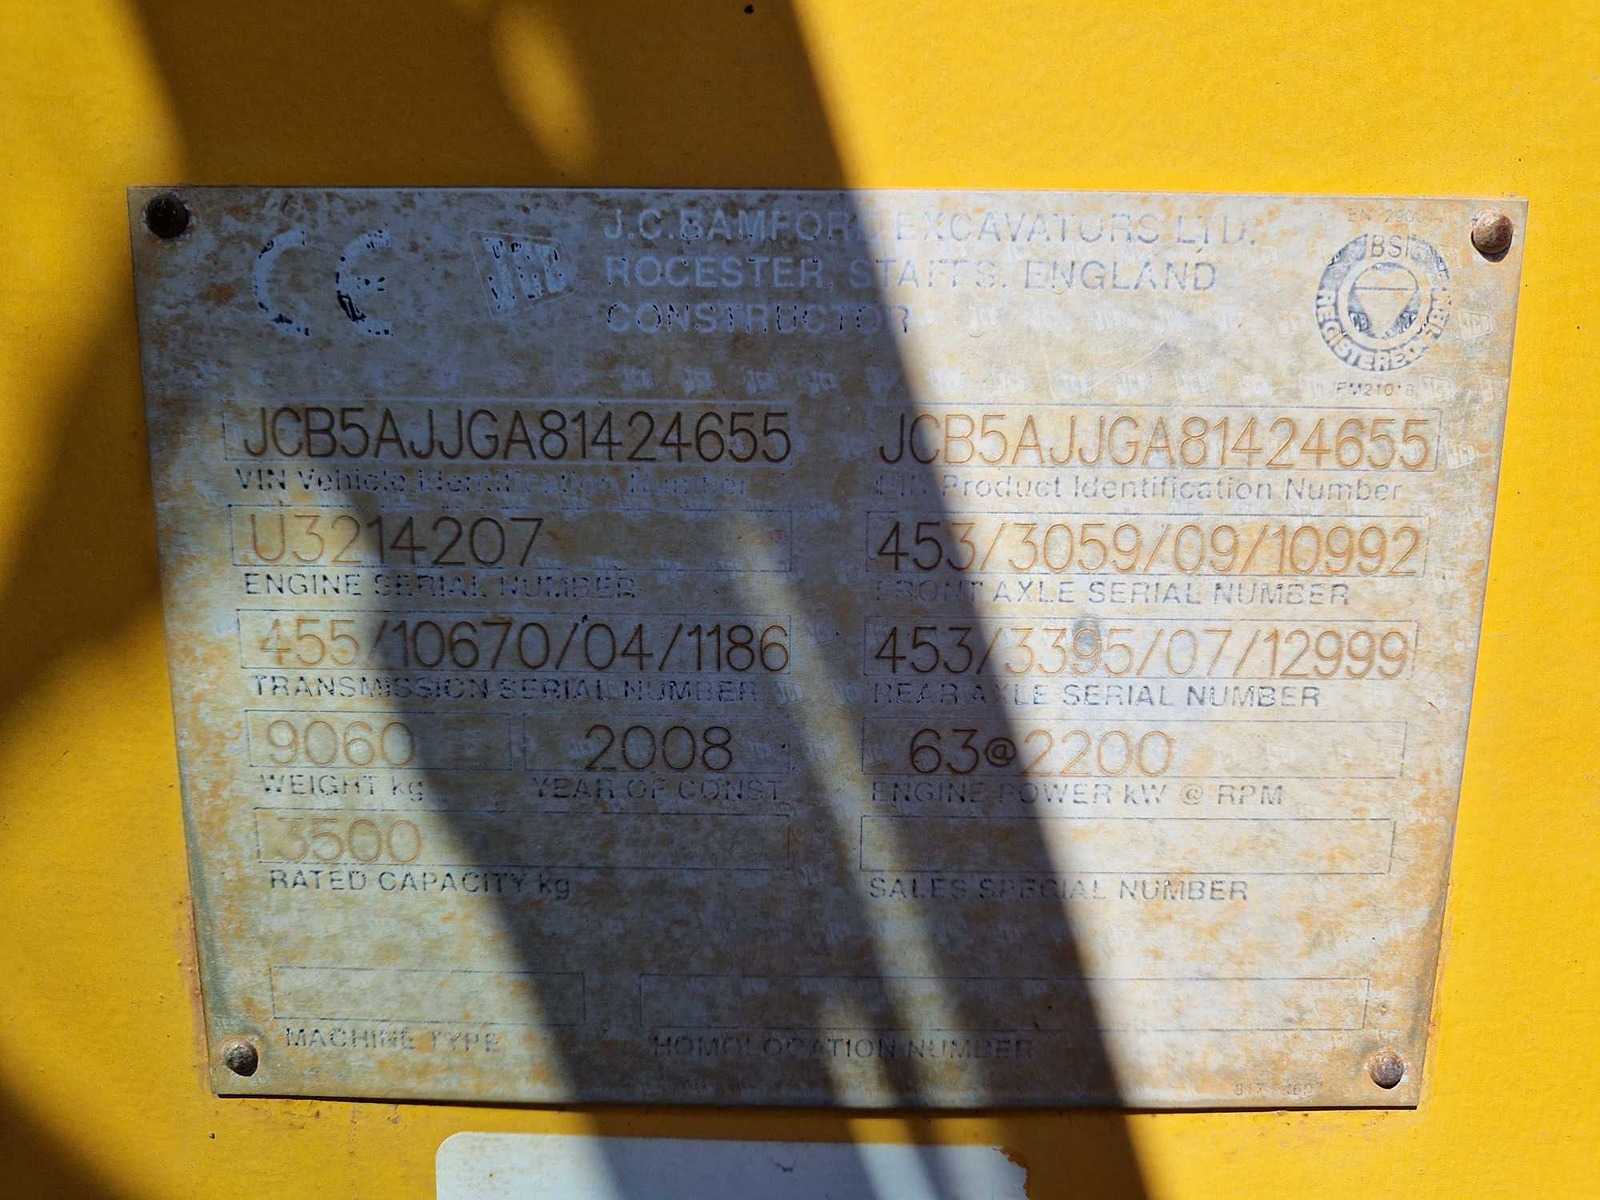 CE JCB J.C.BAMFORD EXCAVATORS LTD.
ROCESTER, STAFFS. ENGLAND
CONSTRUCTOR
BSI REGISTERED
JCB5AJJGA81424655 JCB5AJJGA81424655
VIN Vehicle Identification Number PIN Product Identification Number
U3214207 453/3059/09/10992
ENGINE SERIAL NUMBER FRONT AXLE SERIAL NUMBER
455/10670/04/1186 453/3395/07/12999
TRANSMISSION SERIAL NUMBER REAR AXLE SERIAL NUMBER
9060 2008 63@2200
WEIGHT kg YEAR OF CONST ENGINE POWER kW @ RPM
3500
RATED CAPACITY kg SALES SPECIAL NUMBER
MACHINE TYPE HOMOLOGATION NUMBER